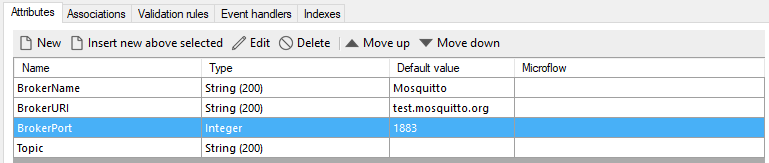 Attributes Associations Validation rules Event handlers Indexes
New Insert new above selected Edit Delete Move up Move down
Name Type Default value Microflow
BrokerName String (200) Mosquitto
BrokerURI String (200) test.mosquitto.org
BrokerPort Integer 1883
Topic String (200)